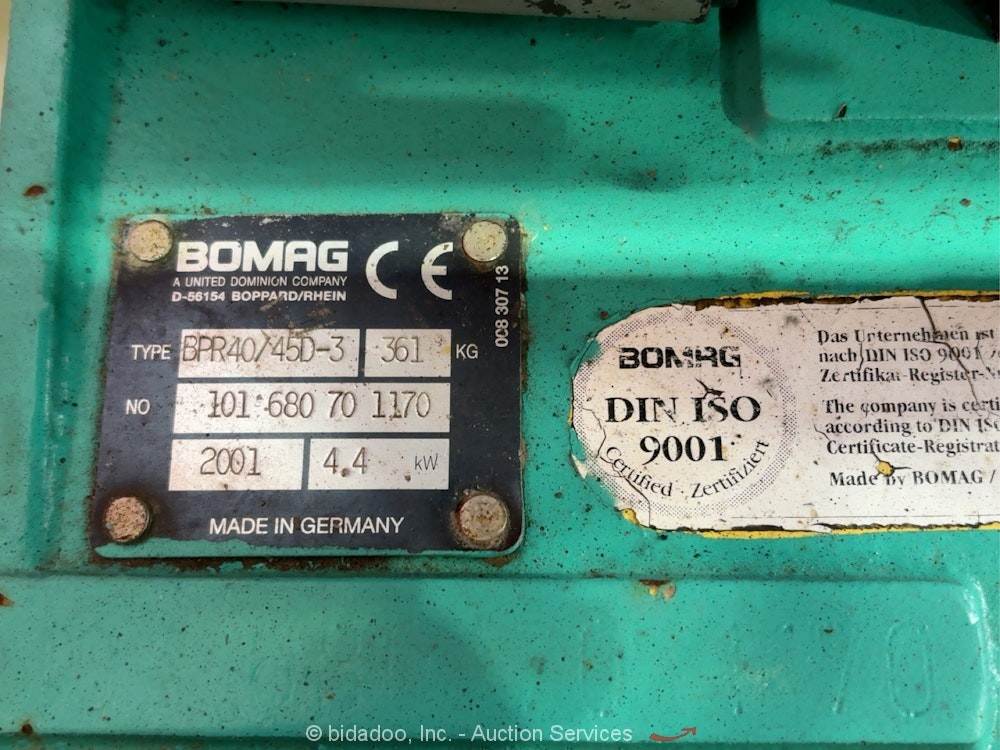 BOMAG CE
A UNITED DOMINION COMPANY
D-56154 BOPPARD/RHEIN
008 307 13
TYPE BPR40/45D-3 361 KG
NO 101 680 70 1170
2001 4.4 kW
MADE IN GERMANY
BOMAG
DIN ISO
9001
Certified · Zertifiziert
Das Unternehmen ist
nach DIN ISO 9001
Zertifikat-Register-N
The company is certi
according to DIN ISO
Certificate-Registrat
Made by BOMAG /
70
© bidadoo, Inc. - Auction Services